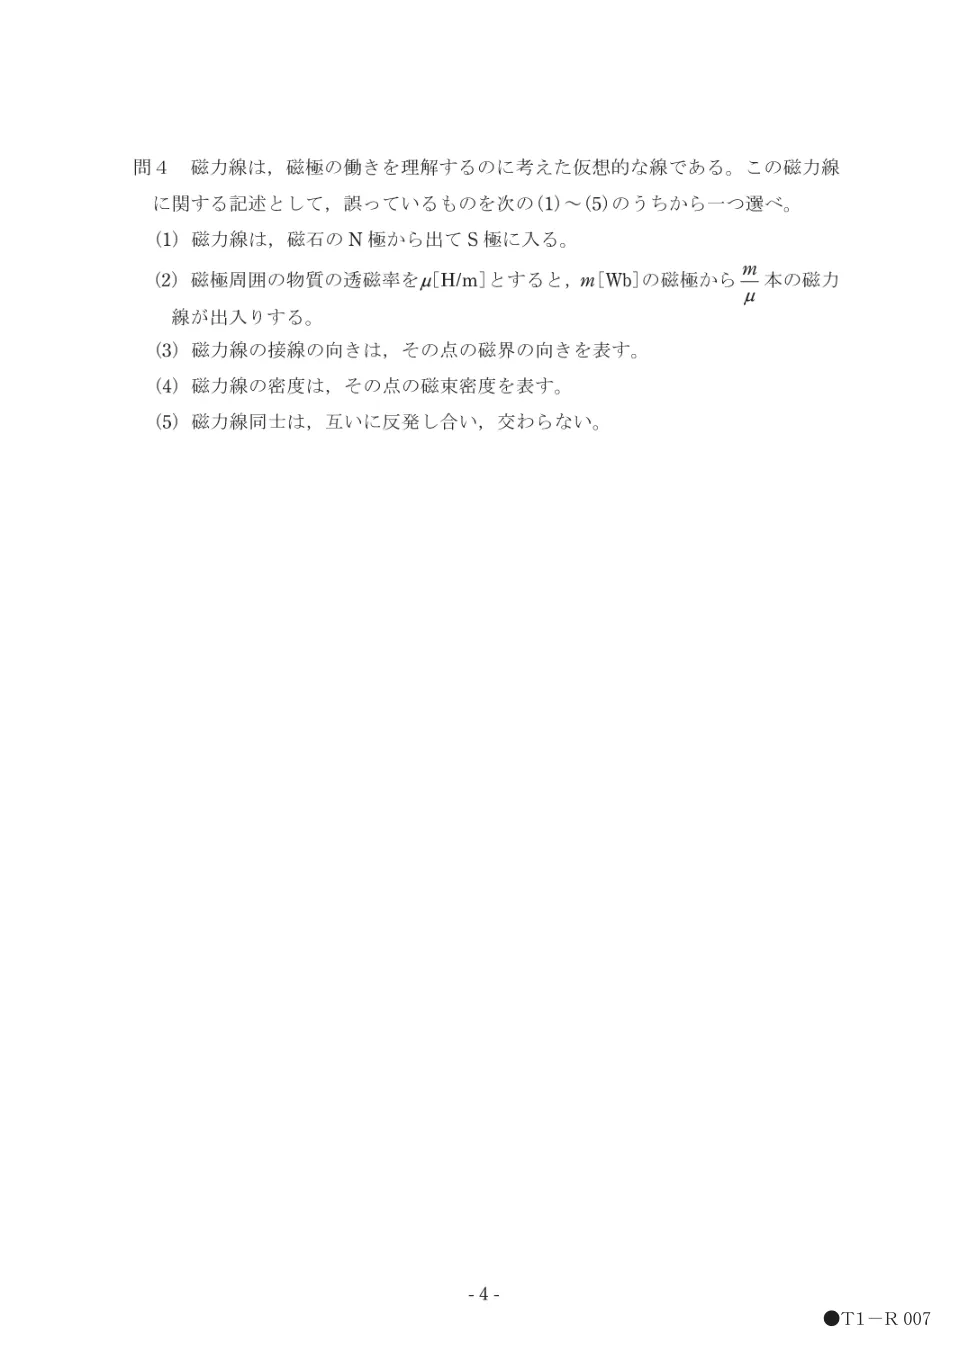 問４　磁力線は，磁極の働きを理解するのに考えた仮想的な線である。この磁力線
に関する記述として，誤っているものを次の(1)～(5)のうちから一つ選べ。
(1) 磁力線は，磁石の N 極から出て S 極に入る。
(2) 磁極周囲の物質の透磁率をμ[H/m]とすると，m[Wb]の磁極から m/μ 本の磁力
線が出入りする。
(3) 磁力線の接線の向きは，その点の磁界の向きを表す。
(4) 磁力線の密度は，その点の磁束密度を表す。
(5) 磁力線同士は，互いに反発し合い，交わらない。
- 4 -
●T1－R 007